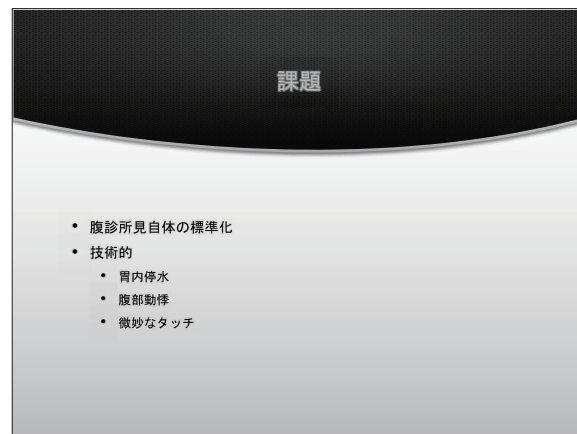 課題
• 腹診所見自体の標準化
• 技術的
• 胃内停水
• 腹部動悸
• 微妙なタッチ